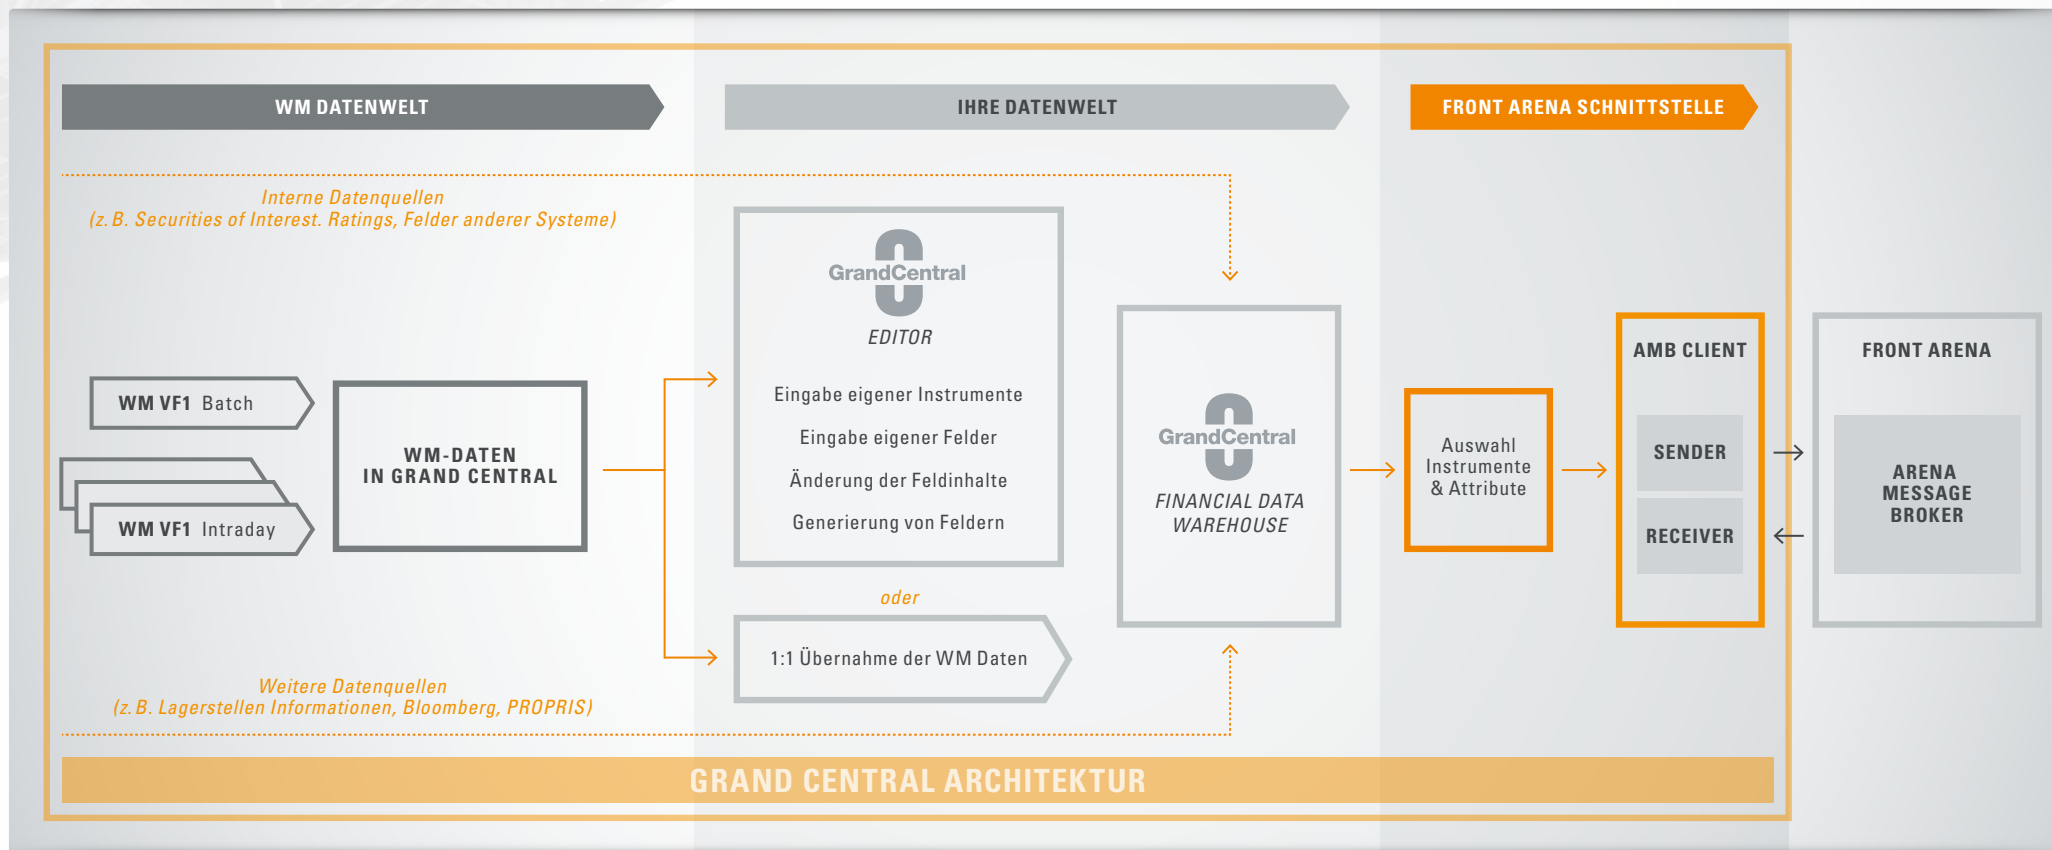 WM DATENWELT
IHRE DATENWELT
FRONT ARENA SCHNITTSTELLE
Interne Datenquellen
(z. B. Securities of Interest. Ratings, Felder anderer Systeme)
WM VF1 Batch
WM VF1 Intraday
WM-DATEN
IN GRAND CENTRAL
GrandCentral
EDITOR
Eingabe eigener Instrumente
Eingabe eigener Felder
Änderung der Feldinhalte
Generierung von Feldern
oder
1:1 Übernahme der WM Daten
Weitere Datenquellen
(z. B. Lagerstellen Informationen, Bloomberg, PROPRIS)
GrandCentral
FINANCIAL DATA
WAREHOUSE
Auswahl
Instrumente
& Attribute
AMB CLIENT
SENDER
RECEIVER
FRONT ARENA
ARENA
MESSAGE
BROKER
GRAND CENTRAL ARCHITEKTUR